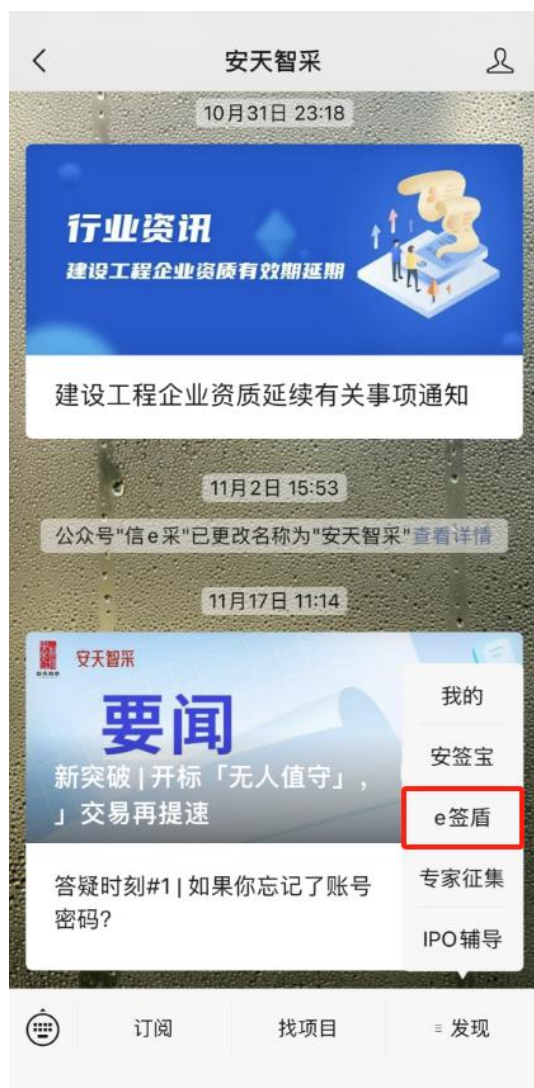 安天智采
10月31日 23:18
行业资讯
建设工程企业资质有效期延期
建设工程企业资质延续有关事项通知
11月2日 15:53
公众号"信e采"已更改名称为"安天智采"查看详情
11月17日 11:14
安天智采
要闻
新突破 | 开标「无人值守」，
」交易再提速
答疑时刻#1 | 如果你忘记了账号
密码?
我的
安签宝
e签盾
专家征集
IPO辅导
订阅
找项目
≡ 发现